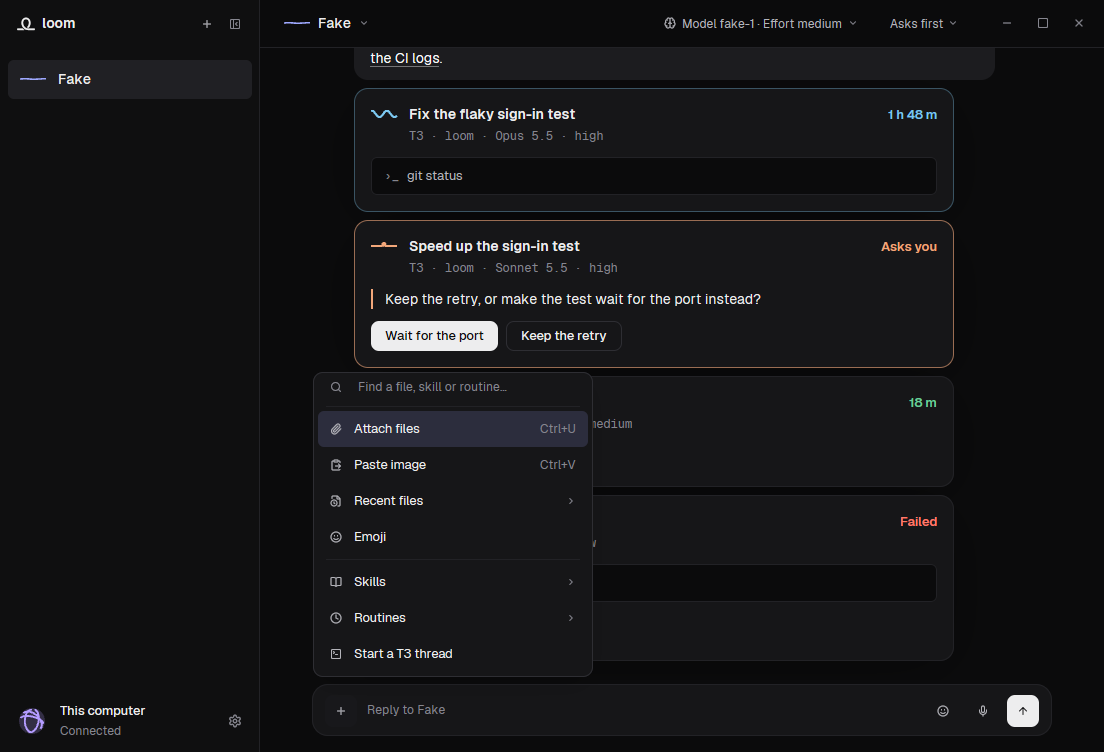 loom
Fake
Model fake-1 · Effort medium
Asks first
Fake
the CI logs.
Fix the flaky sign-in test
1 h 48 m
T3 · loom · Opus 5.5 · high
›_ git status
Speed up the sign-in test
Asks you
T3 · loom · Sonnet 5.5 · high
Keep the retry, or make the test wait for the port instead?
Wait for the port
Keep the retry
18 m
medium
Failed
Find a file, skill or routine…
Attach files
Ctrl+U
Paste image
Ctrl+V
Recent files
Emoji
Skills
Routines
Start a T3 thread
Reply to Fake
This computer
Connected